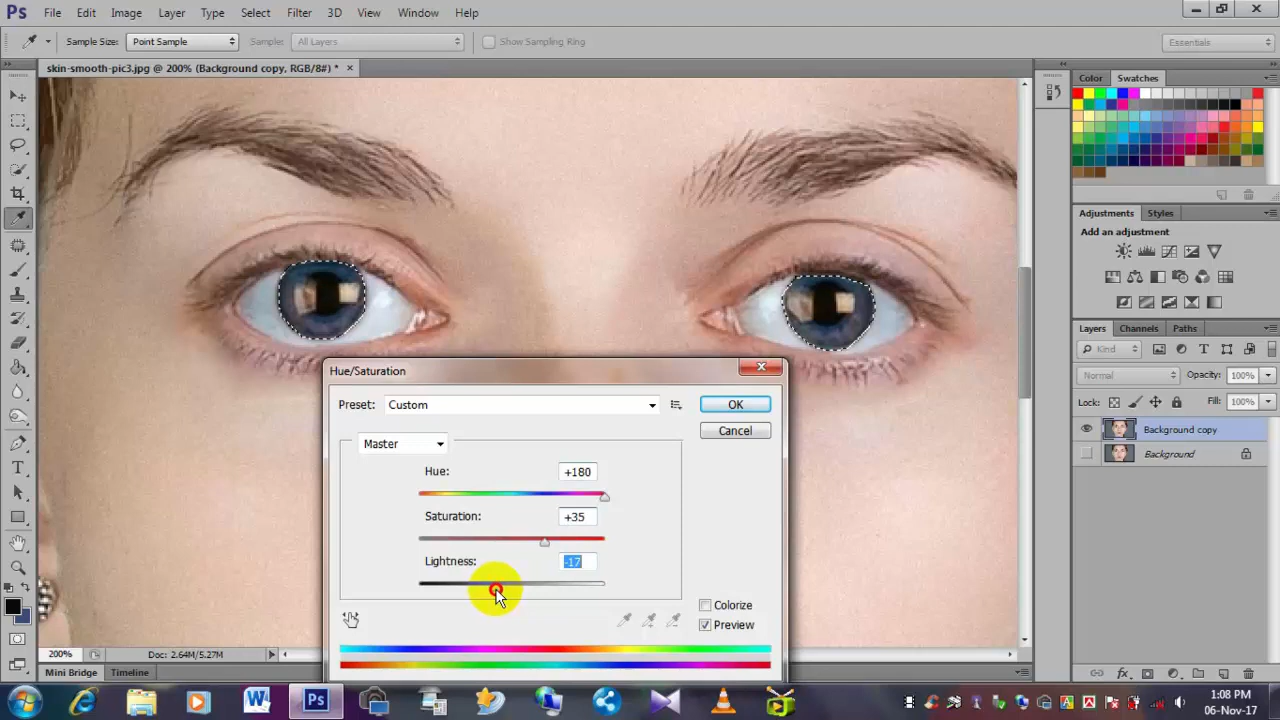 Ps File Edit Image Layer Type Select Filter 3D View Window Help
Sample Size: Point Sample Sample: All Layers Show Sampling Ring Essentials
skin-smooth-pic3.jpg @ 200% (Background copy, RGB/8#) * ×
Color Swatches
Adjustments Styles
Add an adjustment
Layers Channels Paths
Kind
Normal Opacity: 100%
Lock: Fill: 100%
Background copy
Background
Hue/Saturation
Preset: Custom OK
Cancel
Master
Hue: +180
Saturation: +35
Lightness: -17
Colorize
Preview
200% Doc: 2.64M/5.27M
Mini Bridge Timeline
1:08 PM
06-Nov-17